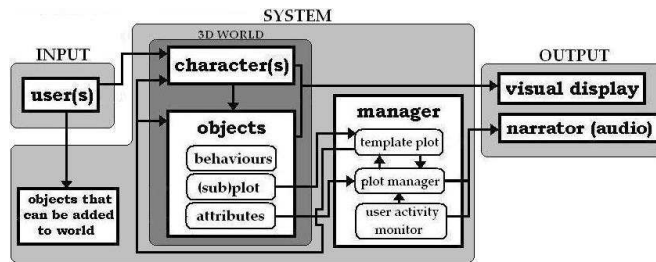 SYSTEM
INPUT
user(s)
objects that
can be added
to world
3D WORLD
character(s)
objects
behaviours
(sub)plot
attributes
manager
template plot
plot manager
user activity
monitor
OUTPUT
visual display
narrator (audio)